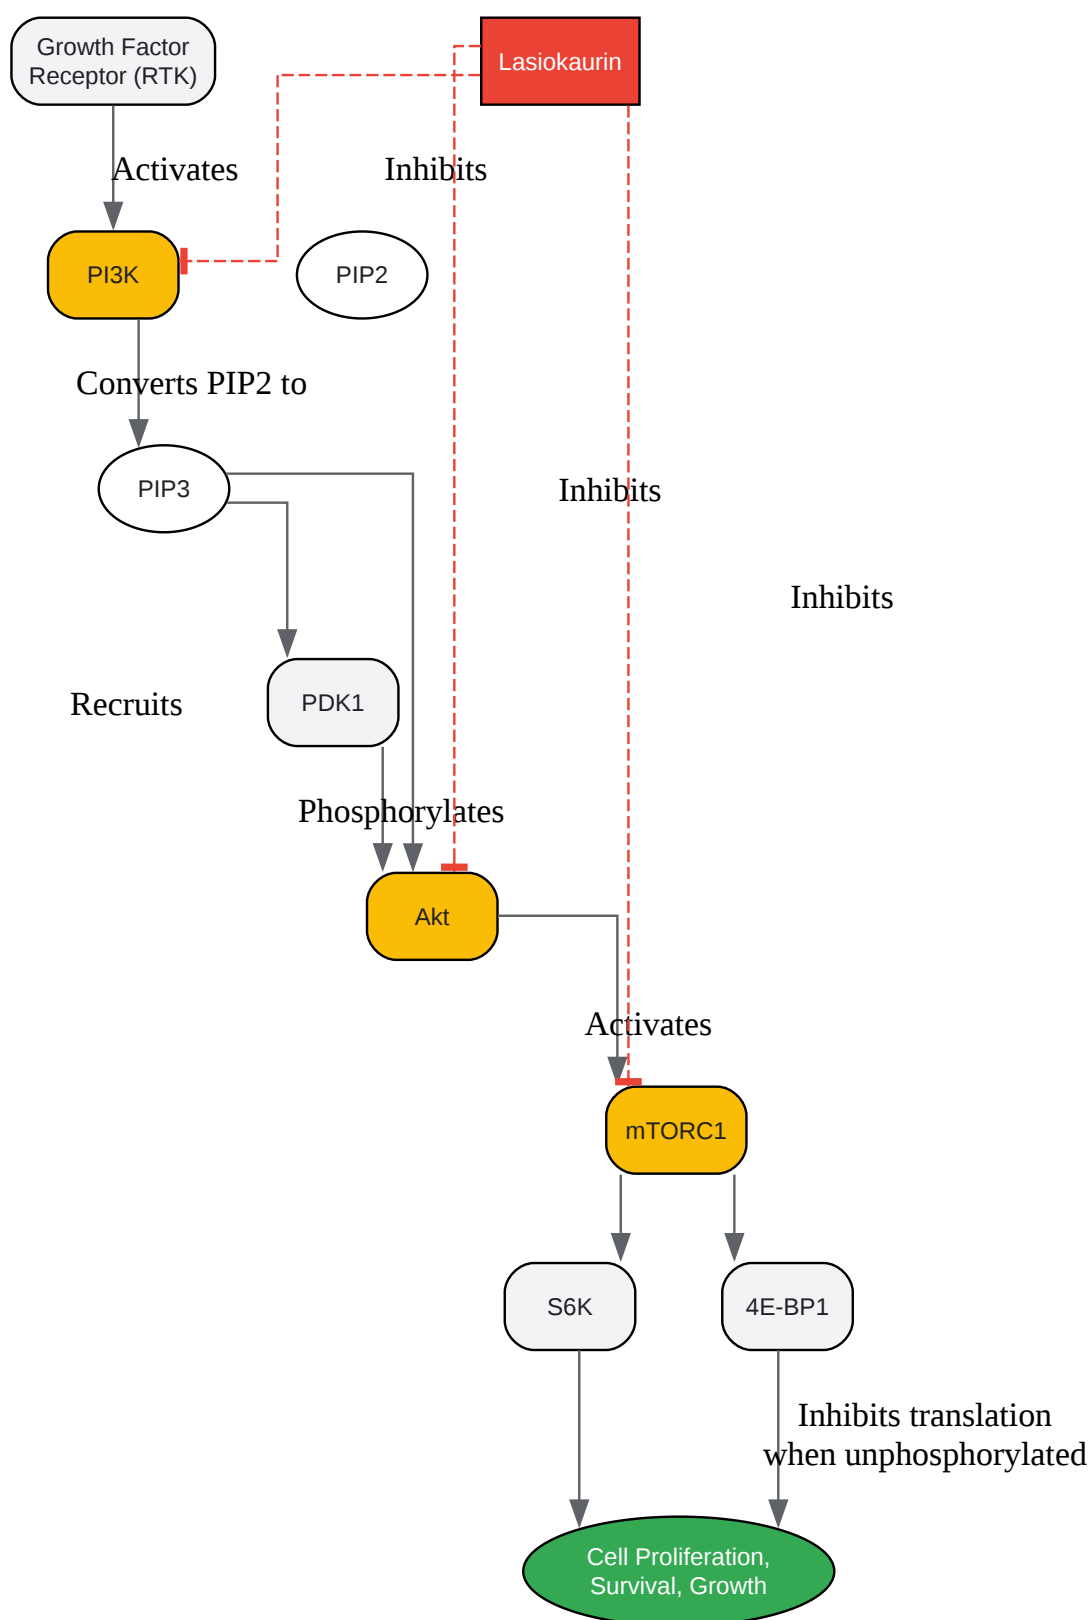 Growth Factor
Receptor (RTK)
Lasiokaurin
Activates
Inhibits
PI3K
PIP2
Converts PIP2 to
PIP3
Inhibits
Inhibits
PDK1
Recruits
Phosphorylates
Akt
Activates
mTORC1
S6K
4E-BP1
Inhibits translation
when unphosphorylated
Cell Proliferation,
Survival, Growth